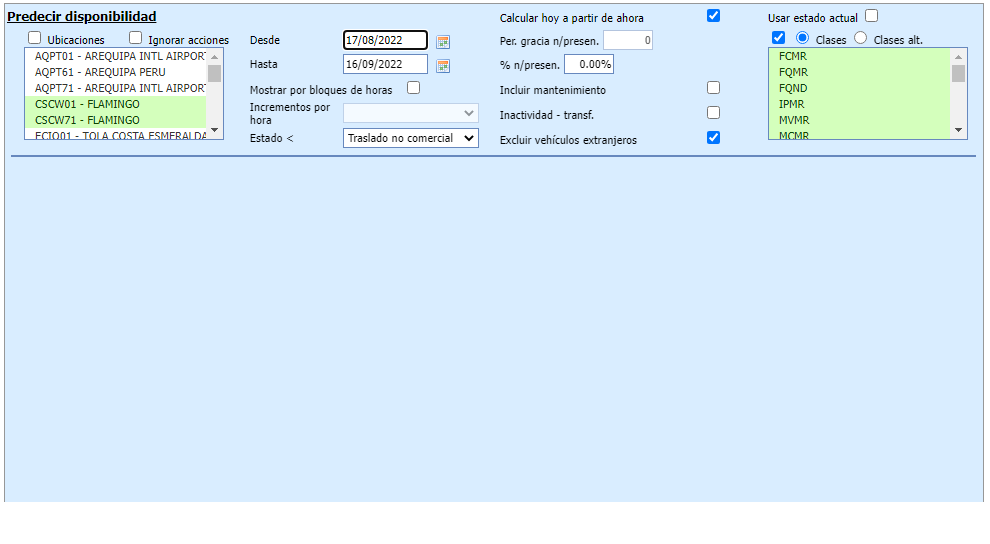 Predecir disponibilidad
Calcular hoy a partir de ahora
Usar estado actual
Ubicaciones
Ignorar acciones
Desde
17/08/2022
Per. gracia n/presen.
0
Clases
Clases alt.
AQPT01 - AREQUIPA INTL AIRPORT
AQPT61 - AREQUIPA PERU
AQPT71 - AREQUIPA INTL AIRPORT
CSCW01 - FLAMINGO
CSCW71 - FLAMINGO
ECIO01 - TOLA COSTA ESMERALDA
Hasta
16/09/2022
% n/presen.
0.00%
Mostrar por bloques de horas
Incluir mantenimiento
Incrementos por
hora
Inactividad - transf.
Estado <
Traslado no comercial
Excluir vehículos extranjeros
FCMR
FQMR
FQND
IPMR
MVMR
MCMR